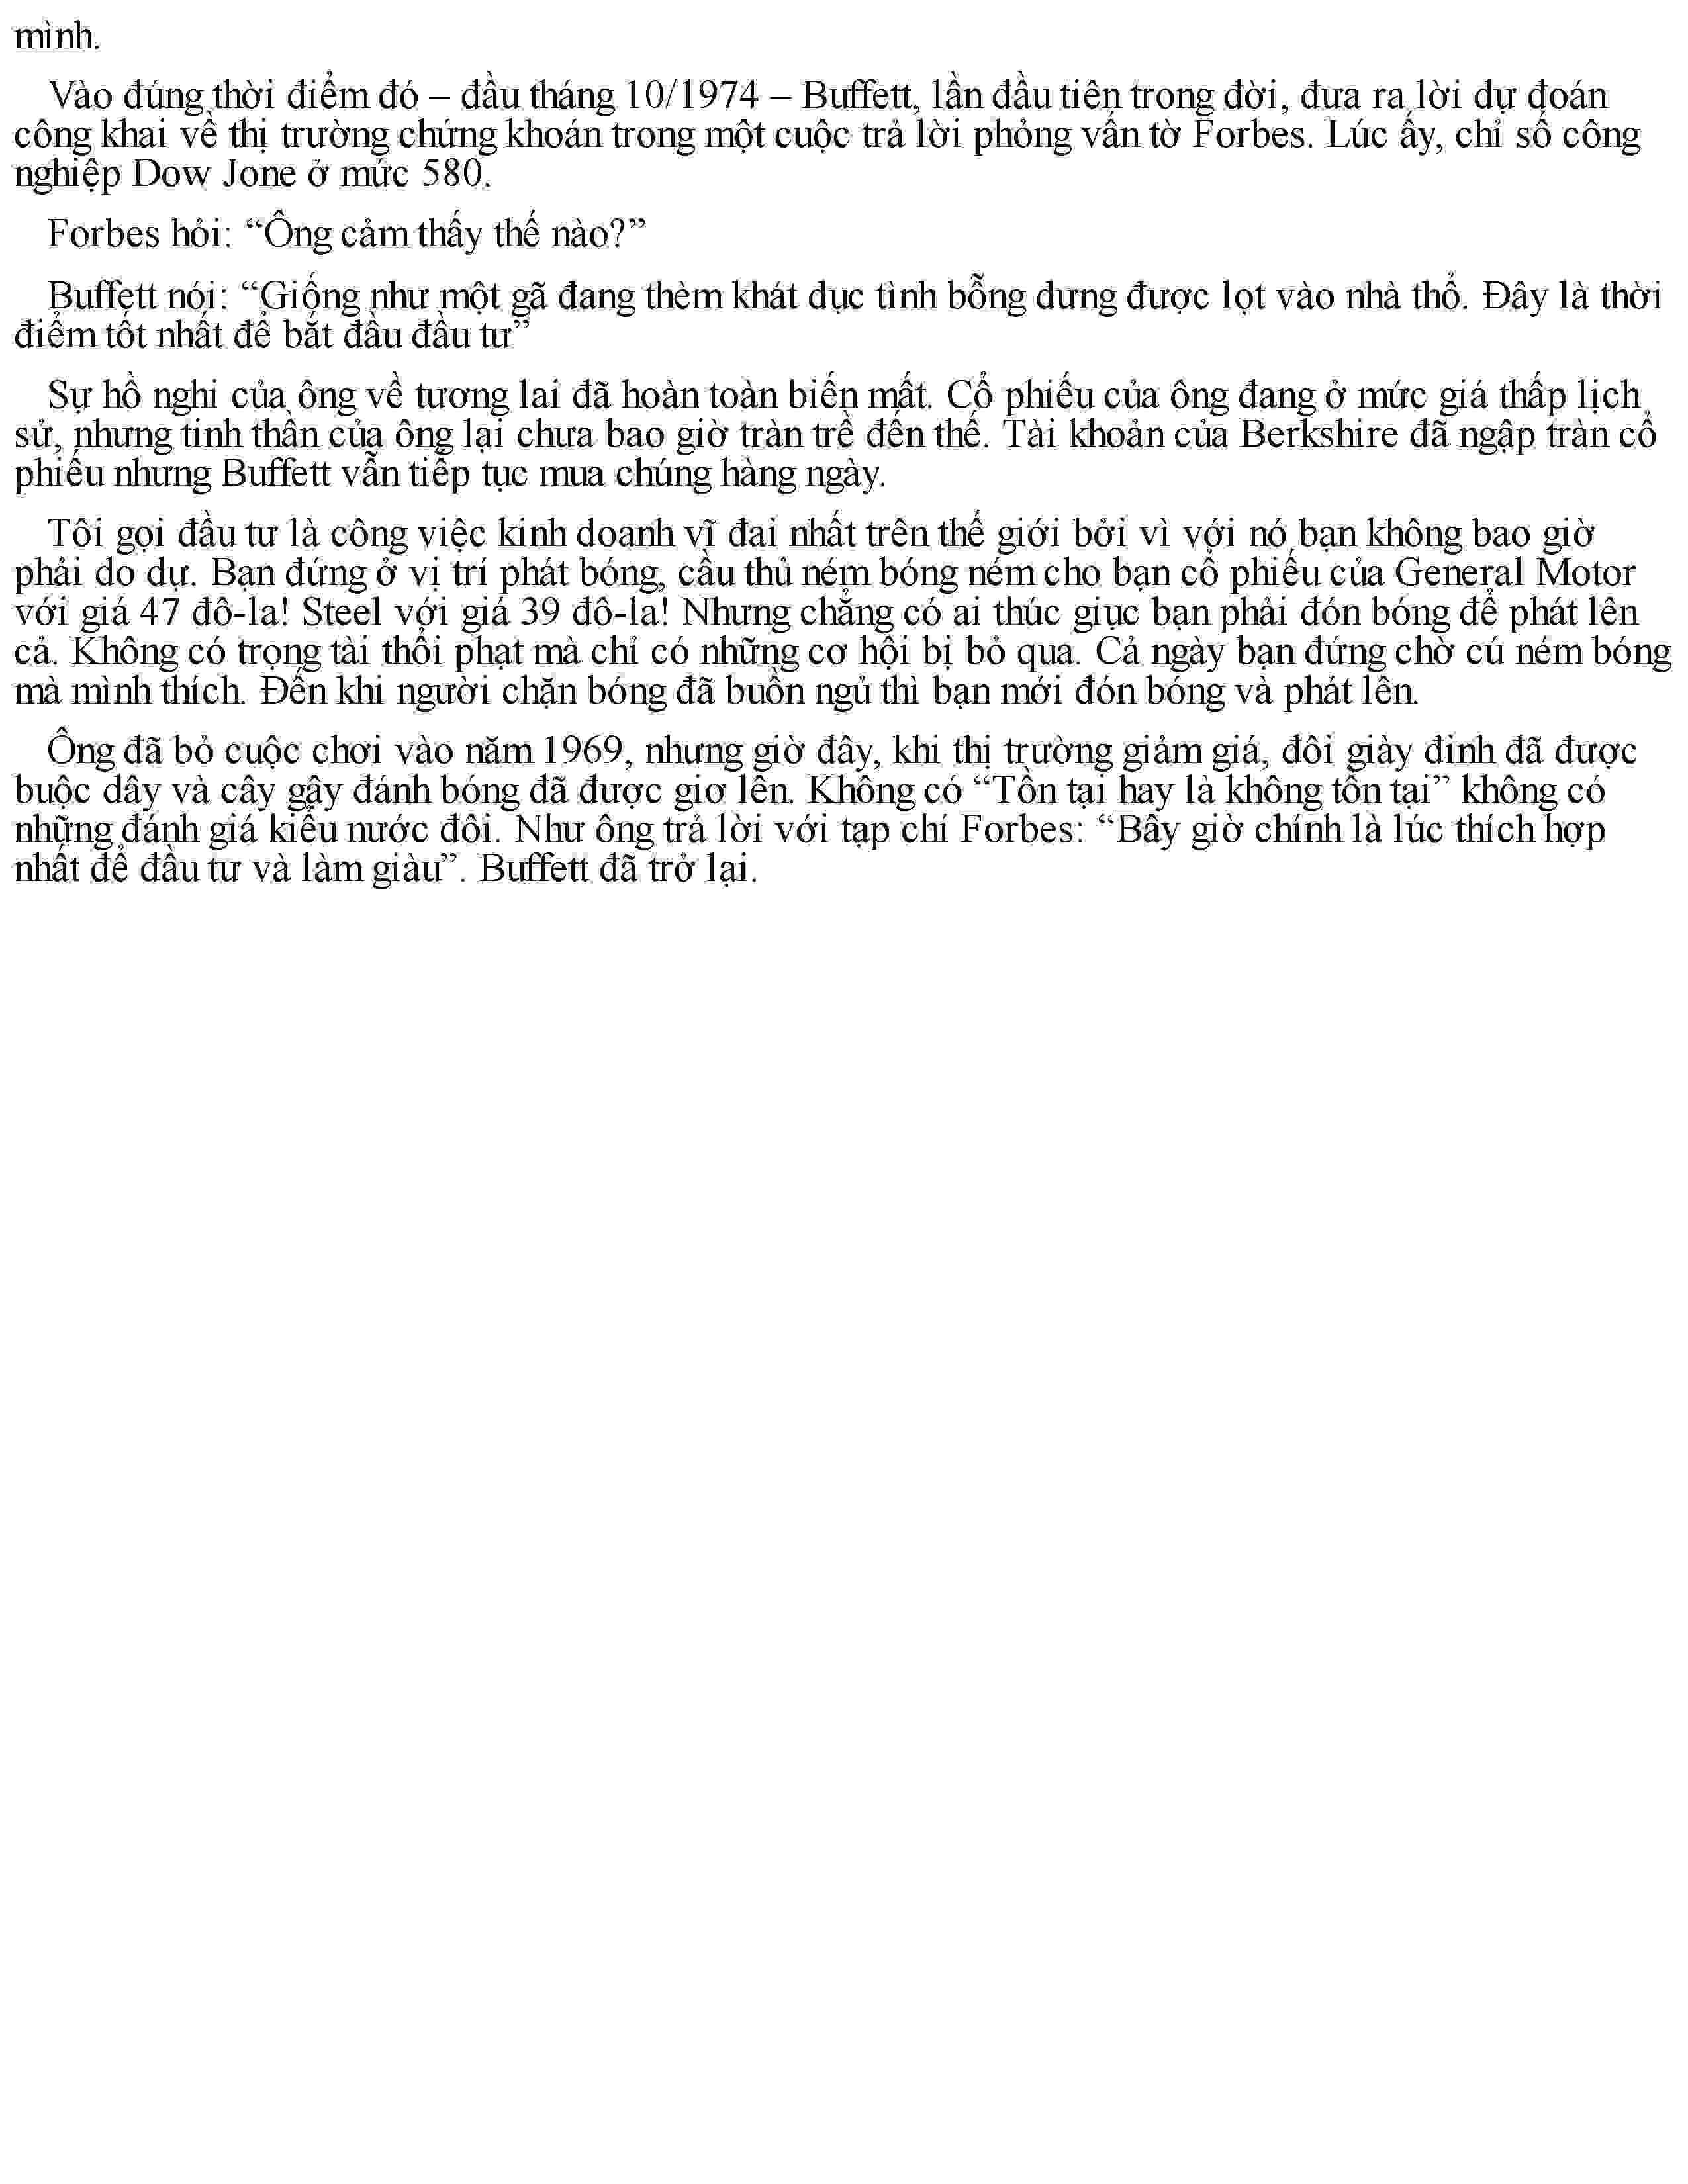 mình.
Vào đúng thời điểm đó – đầu tháng 10/1974 – Buffett, lần đầu tiên trong đời, đưa ra lời dự đoán
công khai về thị trường chứng khoán trong một cuộc trả lời phỏng vấn tờ Forbes. Lúc ấy, chỉ số công
nghiệp Dow Jone ở mức 580.
Forbes hỏi: “Ông cảm thấy thế nào?”
Buffett nói: “Giống như một gã đang thèm khát dục tình bỗng dưng được lọt vào nhà thổ. Đây là thời
điểm tốt nhất để bắt đầu đầu tư”
Sự hồ nghi của ông về tương lai đã hoàn toàn biến mất. Cổ phiếu của ông đang ở mức giá thấp lịch
sử, nhưng tinh thần của ông lại chưa bao giờ tràn trề đến thế. Tài khoản của Berkshire đã ngập tràn cổ
phiếu nhưng Buffett vẫn tiếp tục mua chúng hàng ngày.
Tôi gọi đầu tư là công việc kinh doanh vĩ đai nhất trên thế giới bởi vì với nó bạn không bao giờ
phải do dự. Bạn đứng ở vị trí phát bóng, cầu thủ ném bóng ném cho bạn cổ phiếu của General Motor
với giá 47 đô-la! Steel với giá 39 đô-la! Nhưng chẳng có ai thúc giục bạn phải đón bóng để phát lên
cả. Không có trọng tài thổi phạt mà chỉ có những cơ hội bị bỏ qua. Cả ngày bạn đứng chờ cú ném bóng
mà mình thích. Đến khi người chặn bóng đã buồn ngủ thì bạn mới đón bóng và phát lên.
Ông đã bỏ cuộc chơi vào năm 1969, nhưng giờ đây, khi thị trường giảm giá, đôi giày đinh đã được
buộc dây và cây gậy đánh bóng đã được giơ lên. Không có “Tồn tại hay là không tồn tại” không có
những đánh giá kiểu nước đôi. Như ông trả lời với tạp chí Forbes: “Bây giờ chính là lúc thích hợp
nhất để đầu tư và làm giàu”. Buffett đã trở lại.